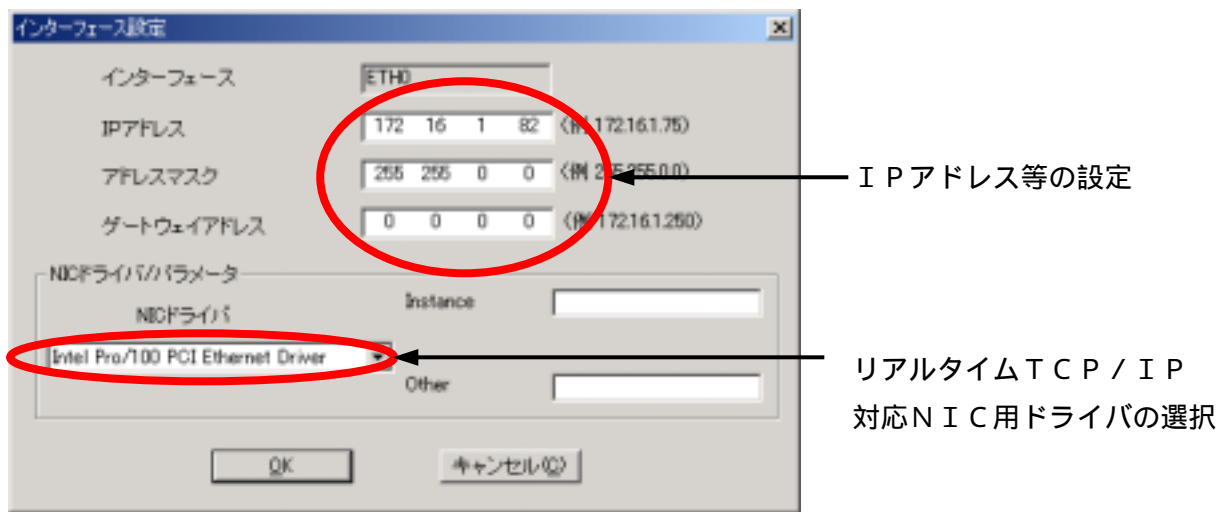 インターフェース設定
インターフェース ETH0
IPアドレス 172 16 1 82 (例 172.16.1.75)
アドレスマスク 255 255 0 0 (例 255.255.0.0)
ゲートウェイアドレス 0 0 0 0 (例 172.16.1.250)
ＩＰアドレス等の設定
NICドライバ/パラメータ
NICドライバ
Instance
Intel Pro/100 PCI Ethernet Driver
Other
リアルタイムＴＣＰ／ＩＰ
対応ＮＩＣ用ドライバの選択
OK キャンセル(C)